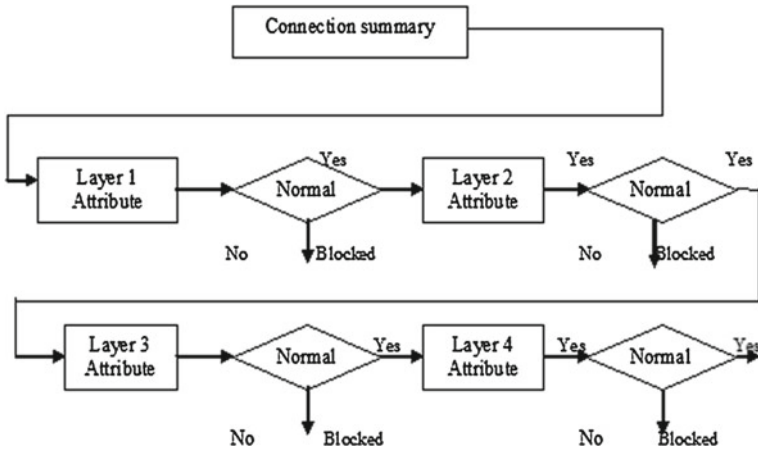 Connection summary
Yes
Yes
Yes
Layer 1
Attribute
Normal
Layer 2
Attribute
Normal
No
Blocked
No
Blocked
Layer 3
Attribute
Normal
Yes
Layer 4
Attribute
Yes
Normal
Yes
No
Blocked
No
Blocked